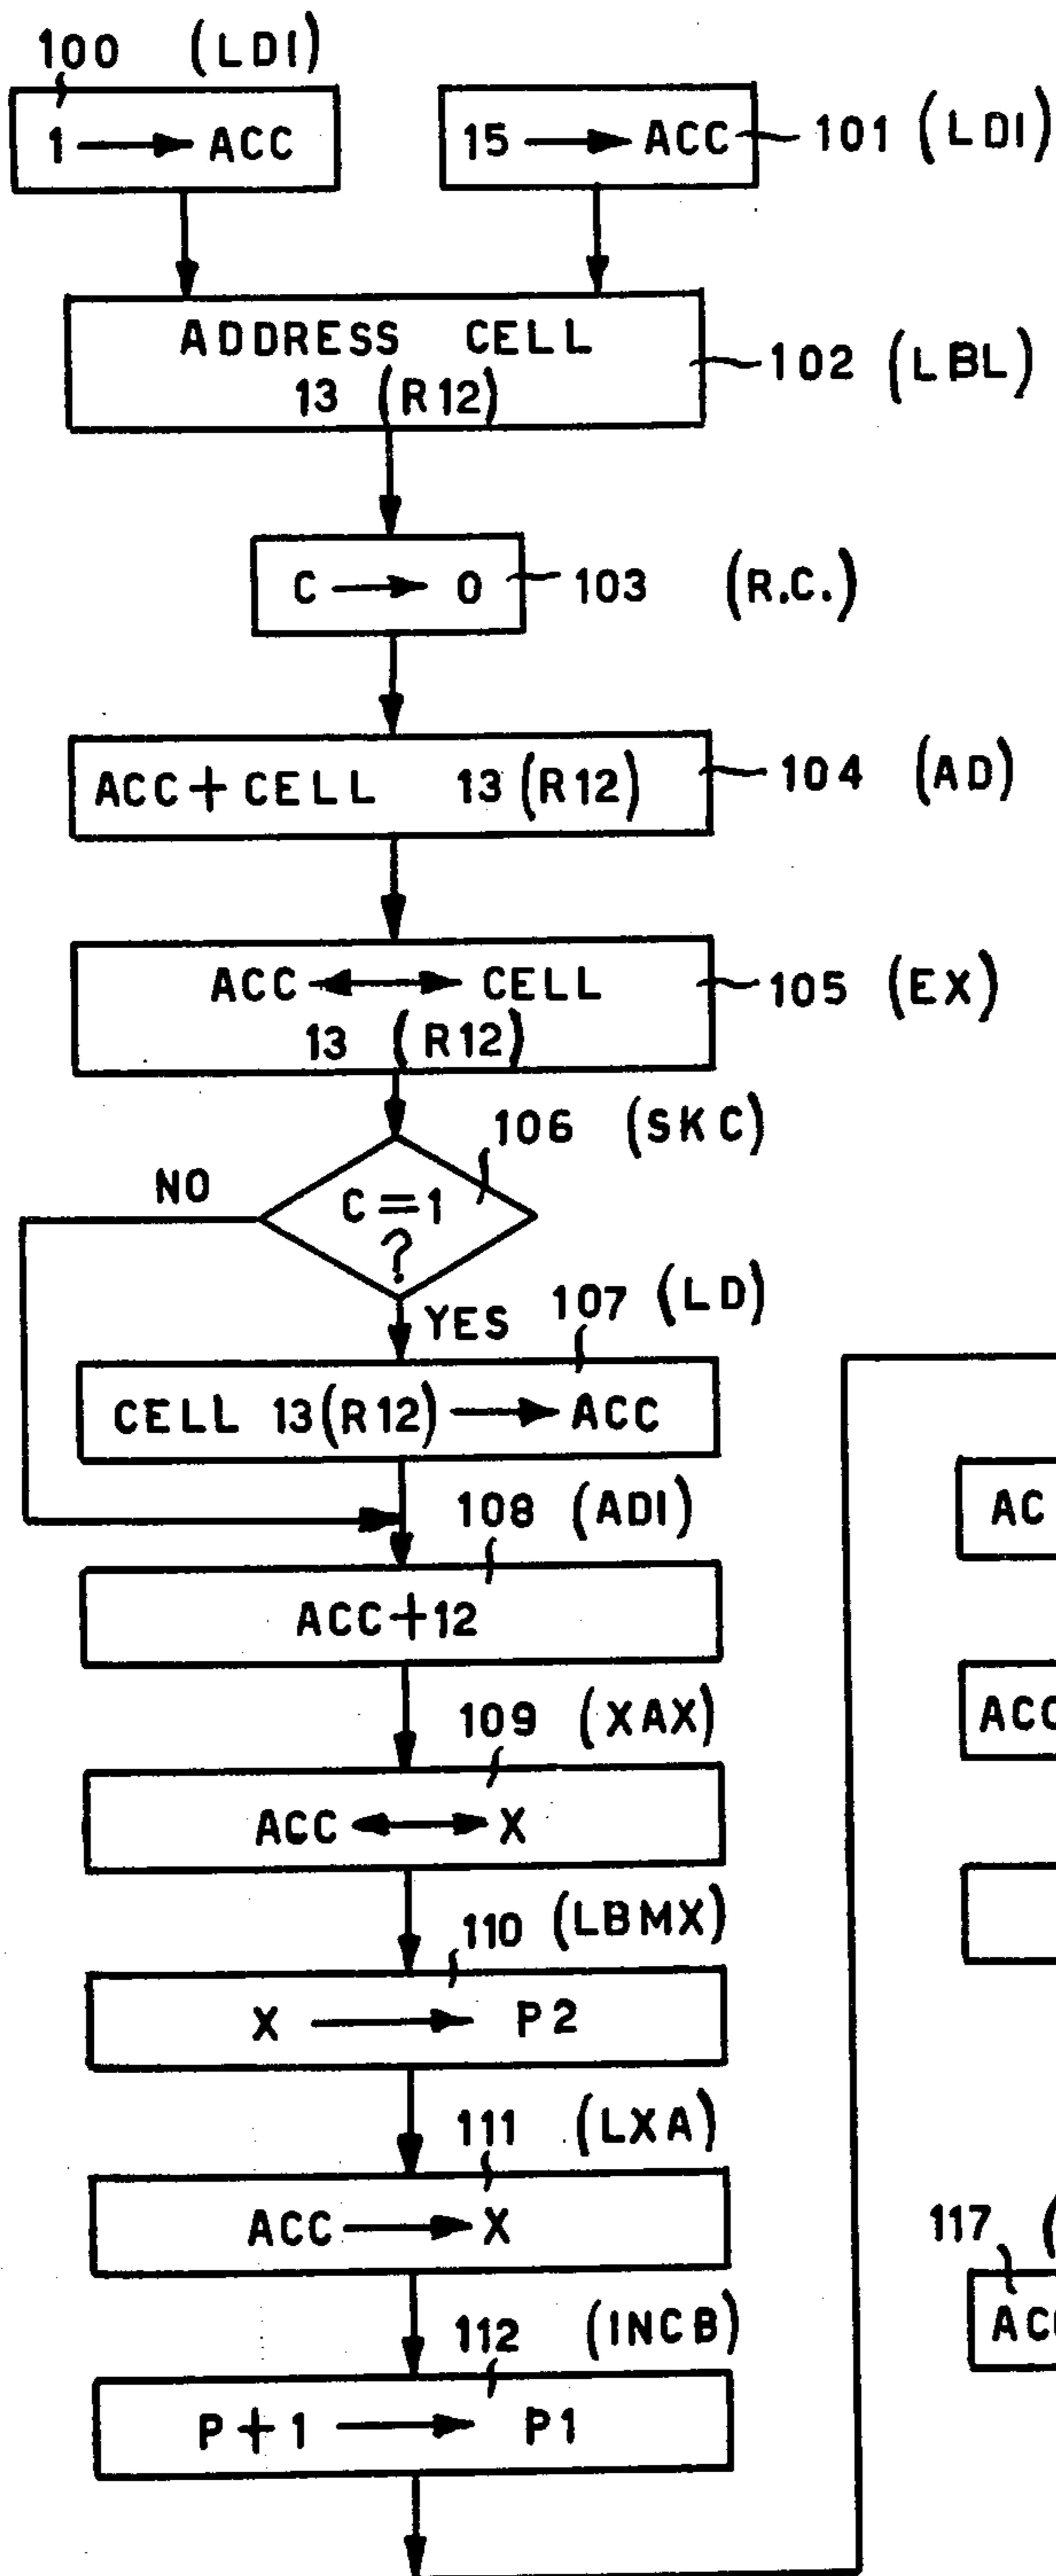 100 (LDI)
1 → ACC
15 → ACC
101 (LDI)
ADDRESS CELL
13 (R12)
102 (LBL)
C → 0
103 (R.C.)
ACC+CELL 13 (R12)
104 (AD)
ACC ↔ CELL
13 (R12)
105 (EX)
106 (SKC)
NO
C=1
?
YES
107 (LD)
CELL 13(R12) → ACC
108 (ADI)
ACC+12
109 (XAX)
ACC ↔ X
110 (LBMX)
X → P2
111 (LXA)
ACC → X
112 (INCB)
P+1 → P1
AC
ACC
117 (
ACC